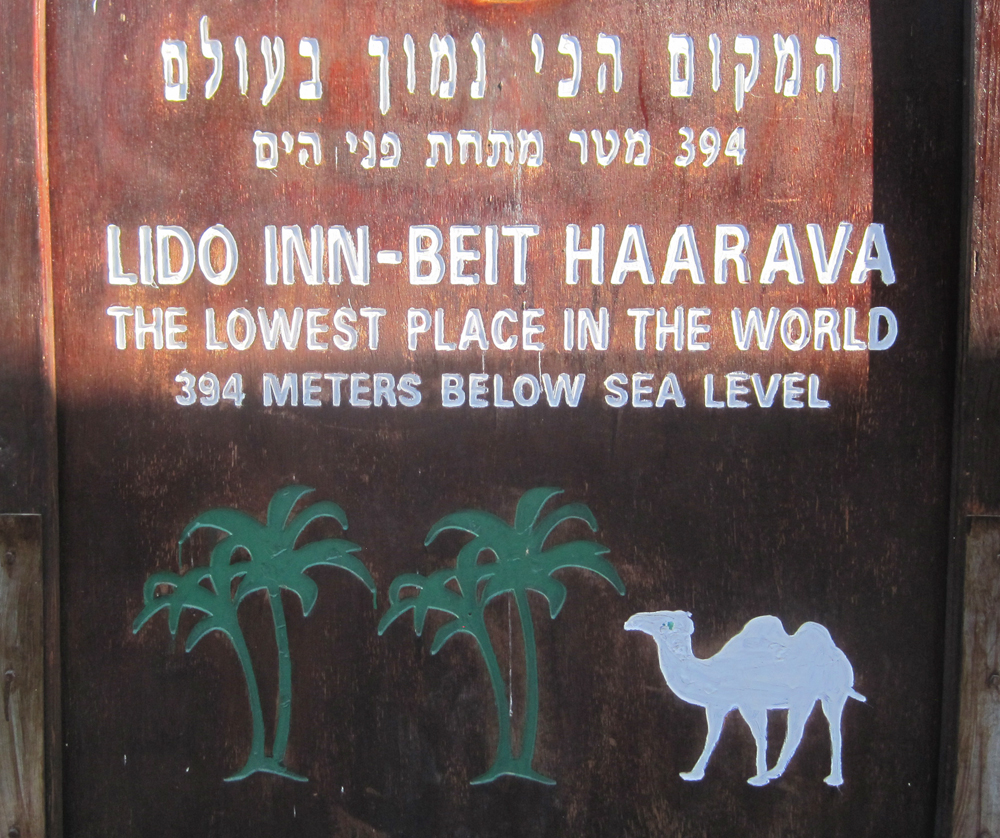 המקום הכי נמוך בעולם
394 מטר מתחת פני הים
LIDO INN-BEIT HAARAVA
THE LOWEST PLACE IN THE WORLD
394 METERS BELOW SEA LEVEL